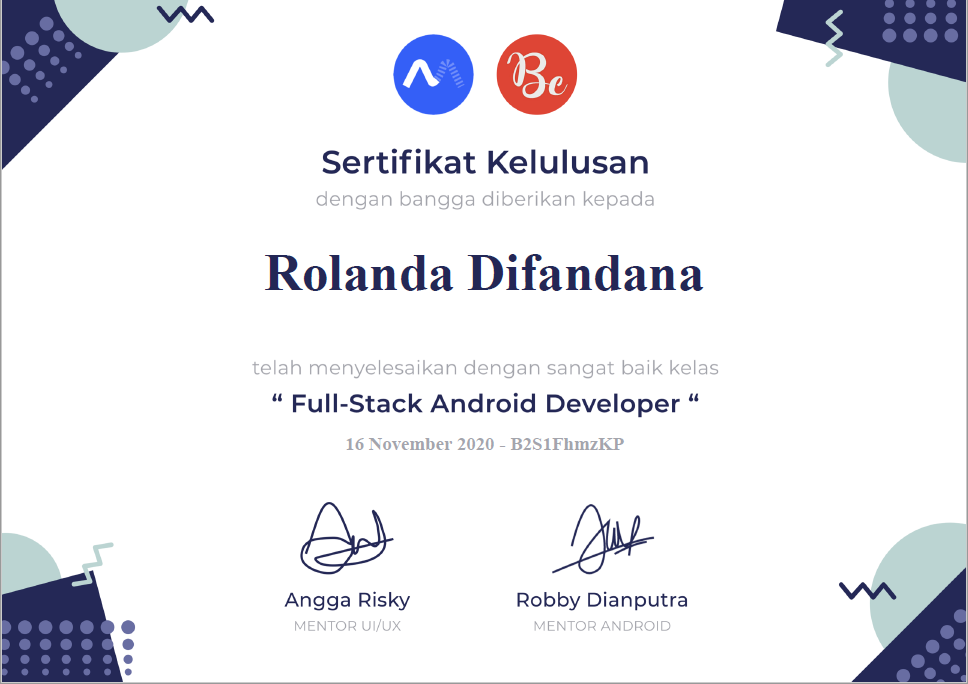 Bc
Sertifikat Kelulusan
dengan bangga diberikan kepada
Rolanda Difandana
telah menyelesaikan dengan sangat baik kelas
“ Full-Stack Android Developer “
16 November 2020 - B2S1FhmzKP
Angga Risky Robby Dianputra
MENTOR UI/UX MENTOR ANDROID